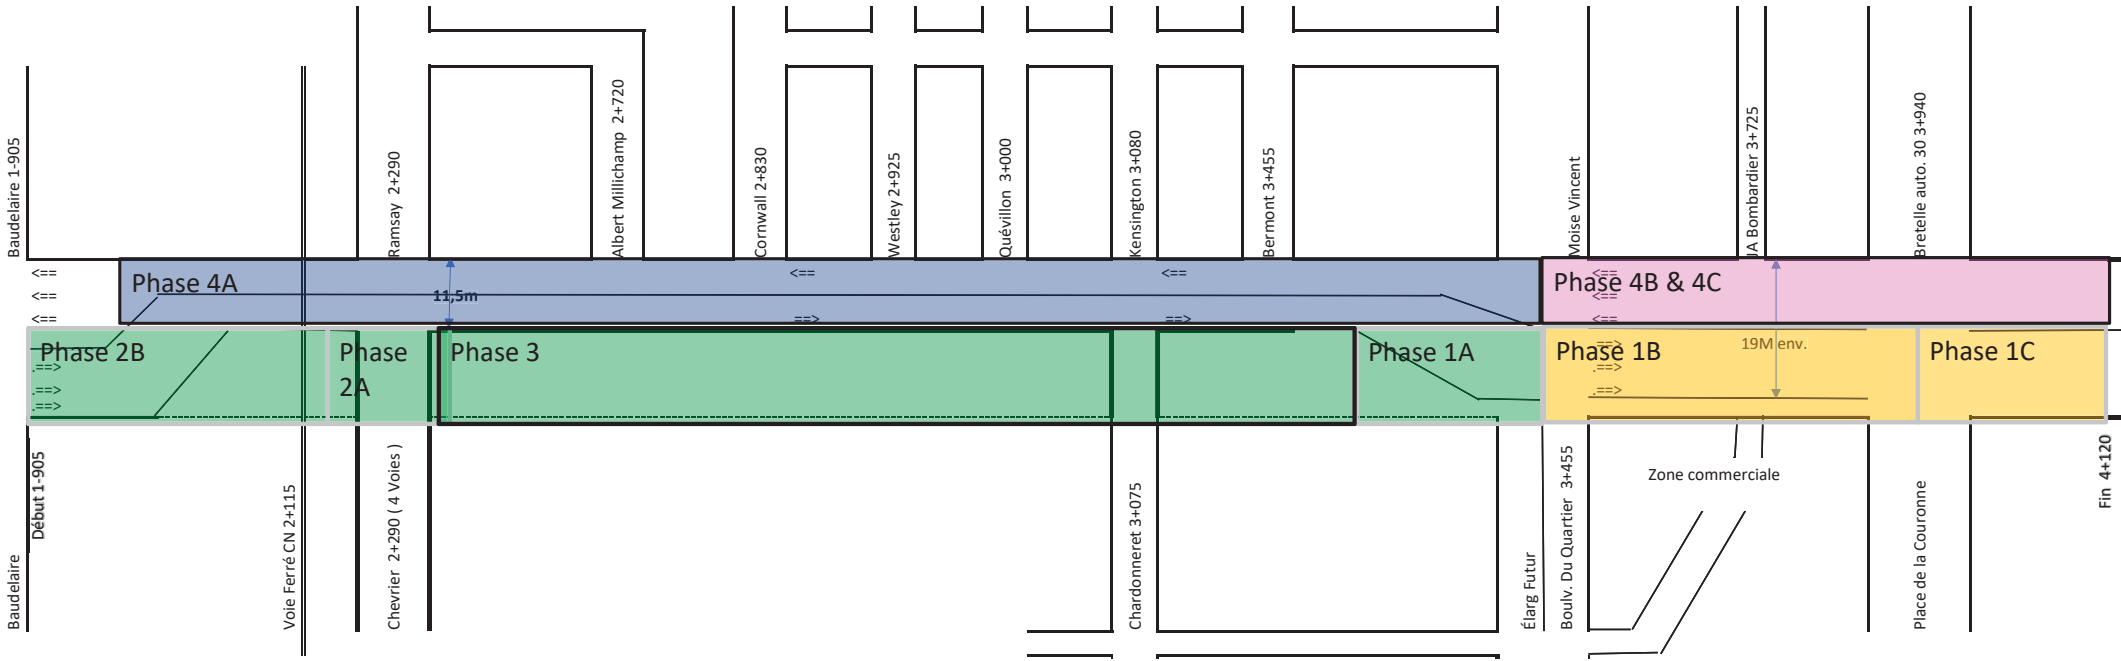 Baudelaire 1-905
Ramsay 2+290
Albert Millichamp 2+720
Cornwall 2+830
Westley 2+925
Quévillon 3+000
Kensington 3+080
Bermont 3+455
Moise Vincent
JA Bombardier 3+725
Bretelle auto. 30 3+940
<==
<==
<==
Phase 4A
11,5m
<==
==>
<==
==>
Phase 4B & 4C
<==
<==
<==
Phase 2B
.==>
.==>
.==>
Phase
2A
Phase 3
Phase 1A
Phase 1B
==>
.==>
.==>
19M env.
Phase 1C
Baudelaire
Début 1-905
Voie Ferré CN 2+115
Chevrier 2+290 ( 4 Voies )
Chardonneret 3+075
Élarg Futur
Boulv. Du Quartier 3+455
Zone commerciale
Place de la Couronne
Fin 4+120